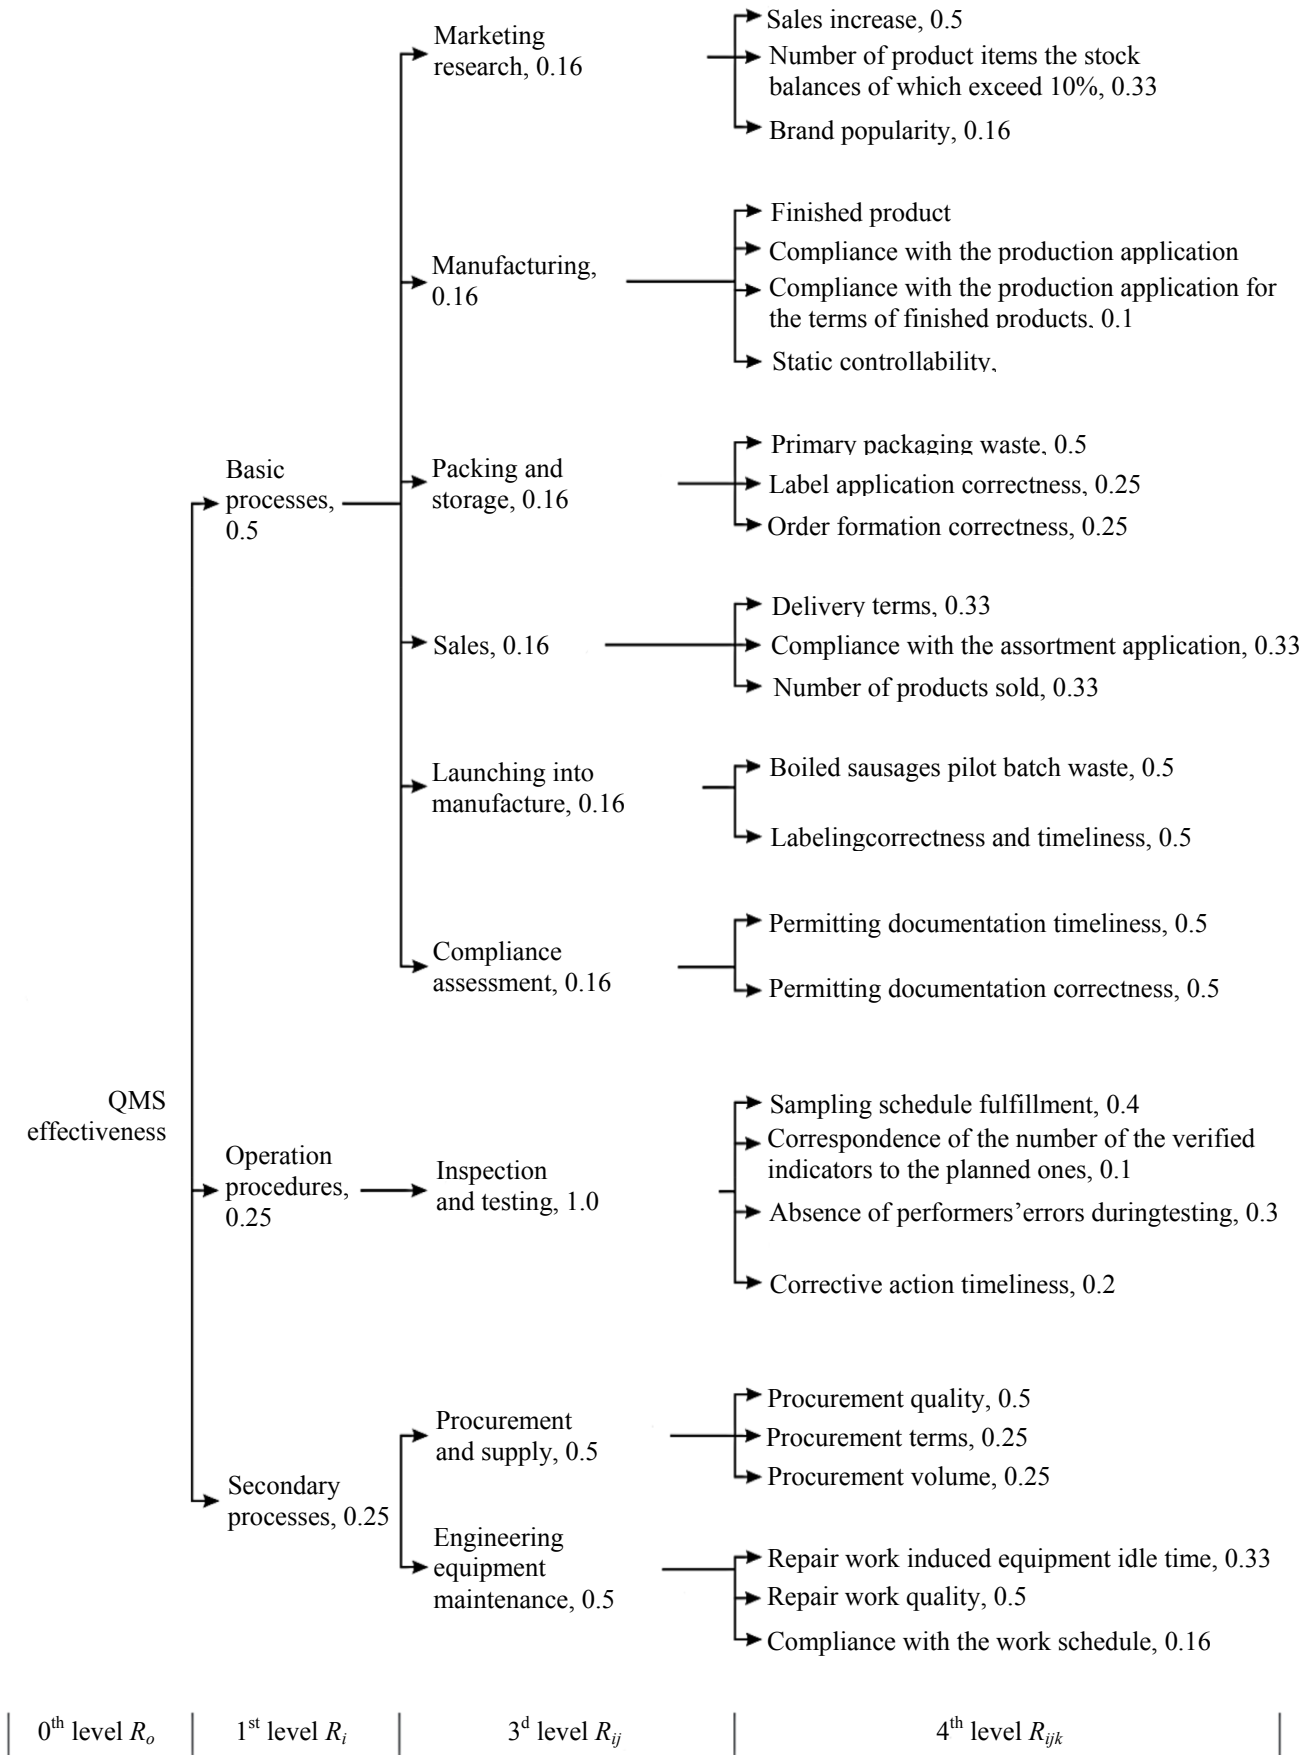 Marketing
research, 0.16
Sales increase, 0.5
Number of product items the stock
balances of which exceed 10%, 0.33
Brand popularity, 0.16
Manufacturing,
0.16
Finished product
Compliance with the production application
Compliance with the production application for
the terms of finished products, 0.1
Static controllability,
Basic
processes,
0.5
Packing and
storage, 0.16
Primary packaging waste, 0.5
Label application correctness, 0.25
Order formation correctness, 0.25
Sales, 0.16
Delivery terms, 0.33
Compliance with the assortment application, 0.33
Number of products sold, 0.33
Launching into
manufacture, 0.16
Boiled sausages pilot batch waste, 0.5
Labelingcorrectness and timeliness, 0.5
Compliance
assessment, 0.16
Permitting documentation timeliness, 0.5
Permitting documentation correctness, 0.5
QMS
effectiveness
Operation
procedures,
0.25
Inspection
and testing, 1.0
Sampling schedule fulfillment, 0.4
Correspondence of the number of the verified
indicators to the planned ones, 0.1
Absence of performers’errors duringtesting, 0.3
Corrective action timeliness, 0.2
Secondary
processes, 0.25
Procurement
and supply, 0.5
Procurement quality, 0.5
Procurement terms, 0.25
Procurement volume, 0.25
Engineering
equipment
maintenance, 0.5
Repair work induced equipment idle time, 0.33
Repair work quality, 0.5
Compliance with the work schedule, 0.16
0th level Ro
1st level Ri
3d level Rij
4th level Rijk